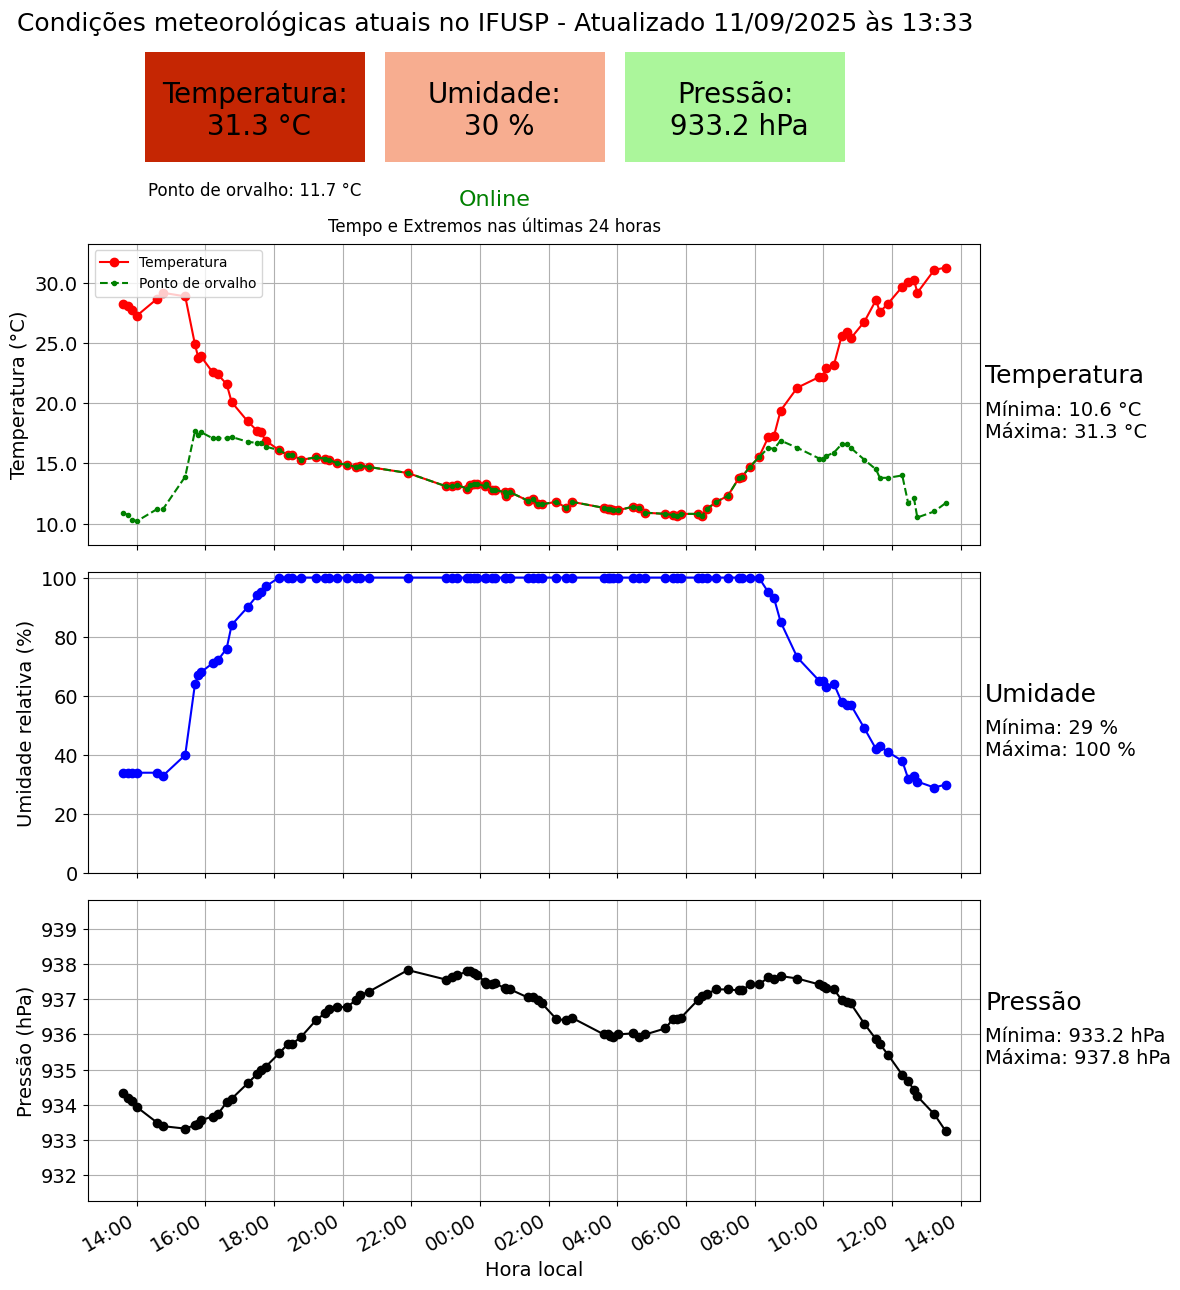 Condições meteorológicas atuais no IFUSP - Atualizado 11/09/2025 às 13:33
Temperatura:
31.3 °C
Umidade:
30 %
Pressão:
933.2 hPa
Ponto de orvalho: 11.7 °C
Online
Tempo e Extremos nas últimas 24 horas
Temperatura
Ponto de orvalho
Temperatura (°C)
30.0
25.0
20.0
15.0
10.0
Temperatura
Mínima: 10.6 °C
Máxima: 31.3 °C
Umidade relativa (%)
100
80
60
40
20
0
Umidade
Mínima: 29 %
Máxima: 100 %
Pressão (hPa)
939
938
937
936
935
934
933
932
Pressão
Mínima: 933.2 hPa
Máxima: 937.8 hPa
14:00
16:00
18:00
20:00
22:00
00:00
02:00
04:00
06:00
08:00
10:00
12:00
14:00
Hora local